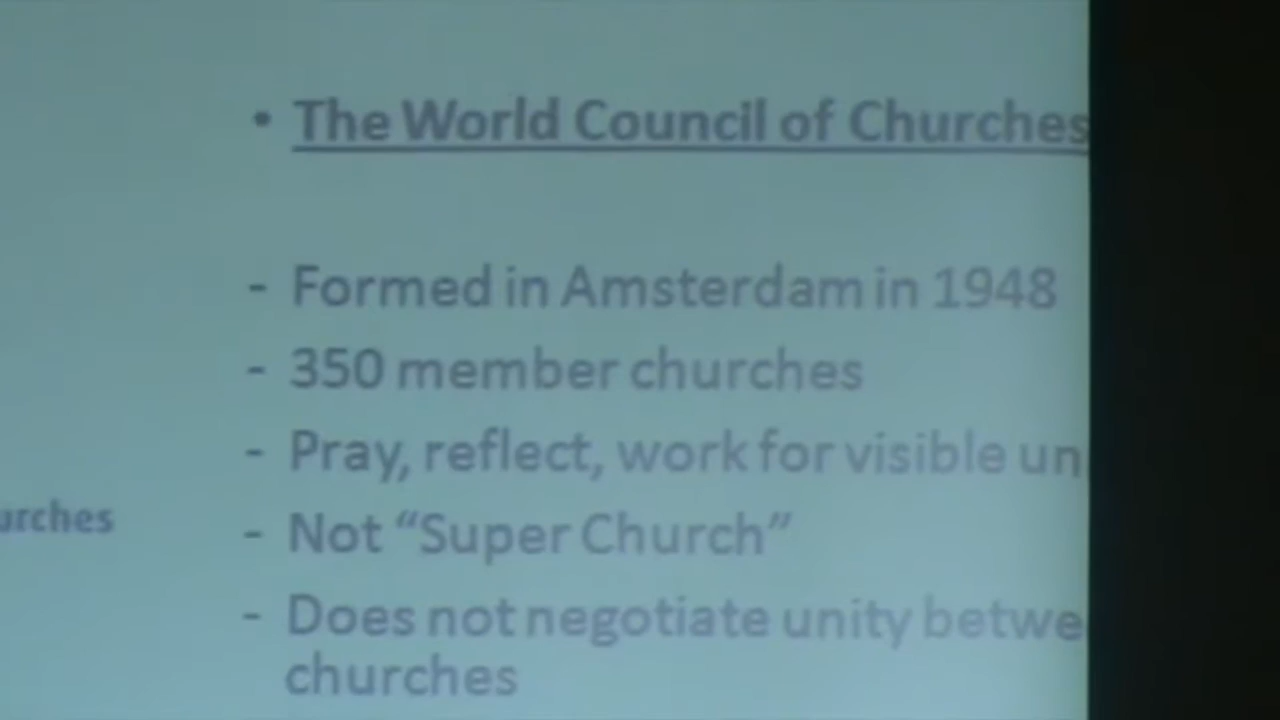 • The World Council of Churches
- Formed in Amsterdam in 1948
- 350 member churches
- Pray, reflect, work for visible un
- Not “Super Church”
- Does not negotiate unity betwe
churches
urches